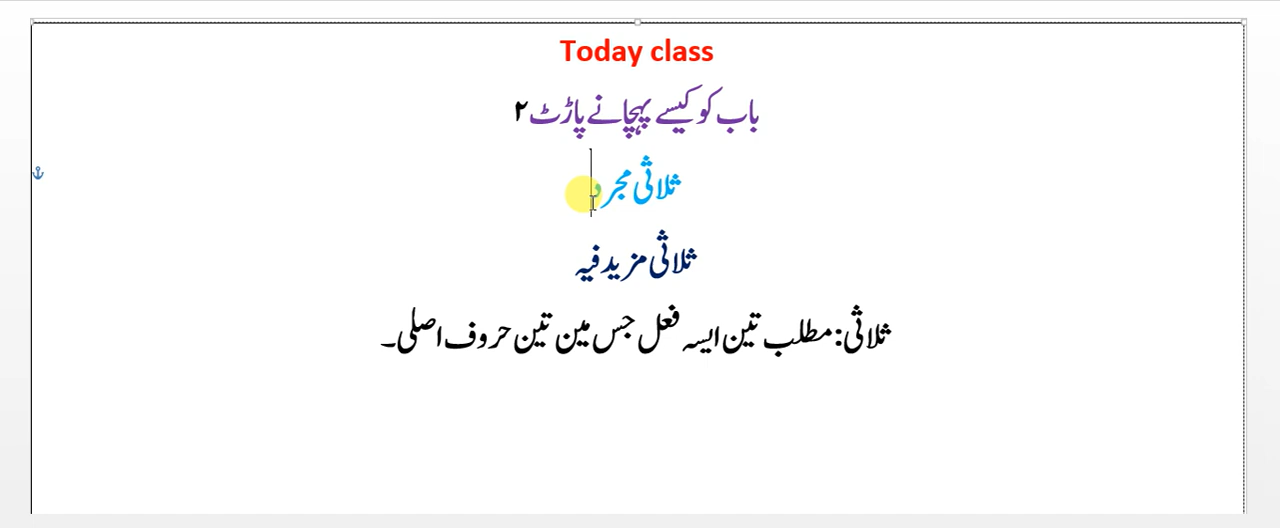 Today class
باب کو کیسے پہچانے پاڑٹ ۲
ثلاثی مجرد
ثلاثی مزید فیہ
ثلاثی: مطلب تین ایسہ فعل جس مین تین حروف اصلی۔